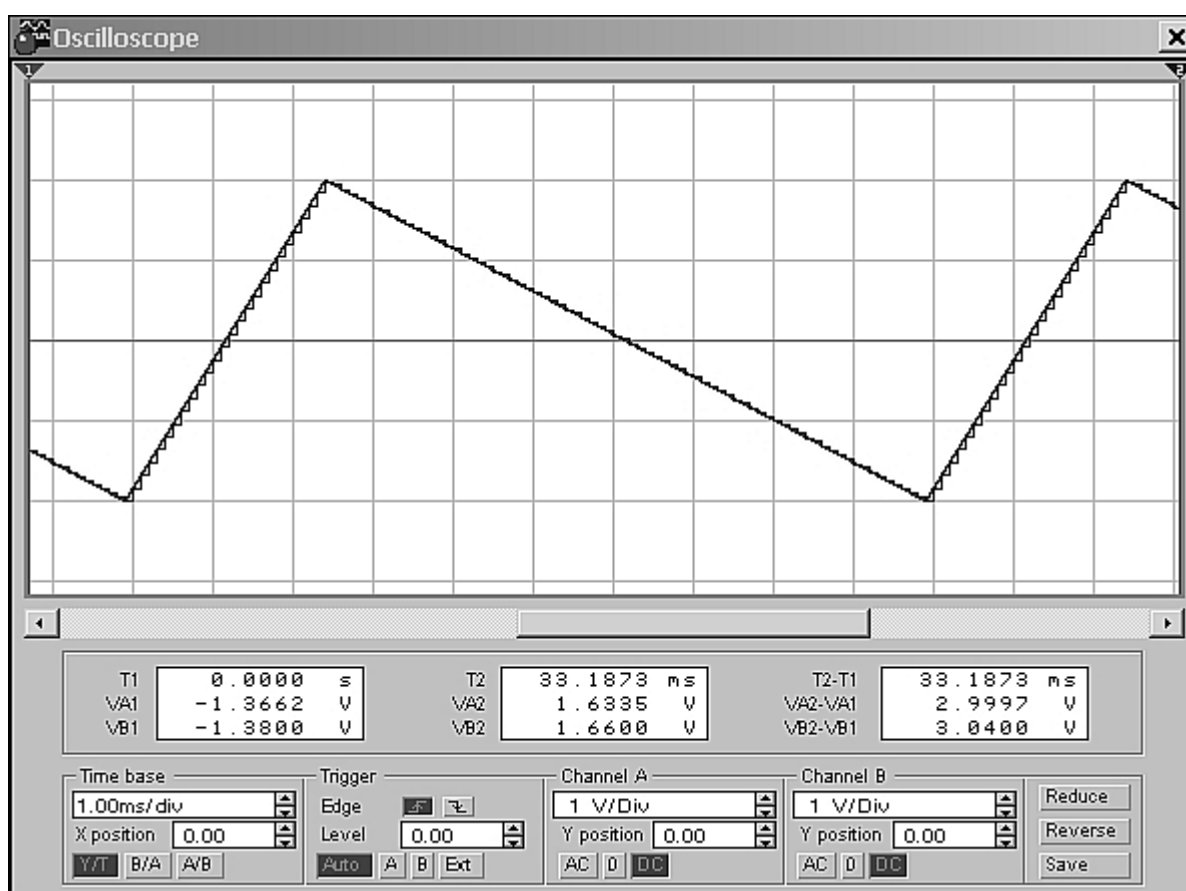 Oscilloscope
1 2
T1 0.0000 s T2 33.1873 ms T2-T1 33.1873 ms
VA1 -1.3662 V VA2 1.6335 V VA2-VA1 2.9997 V
VB1 -1.3800 V VB2 1.6600 V VB2-VB1 3.0400 V
Time base Trigger Channel A Channel B
1.00ms/div Edge 1 V/Div 1 V/Div Reduce
X position 0.00 Level 0.00 Y position 0.00 Y position 0.00 Reverse
Y/T B/A A/B Auto A B Ext AC 0 DC AC 0 DC Save